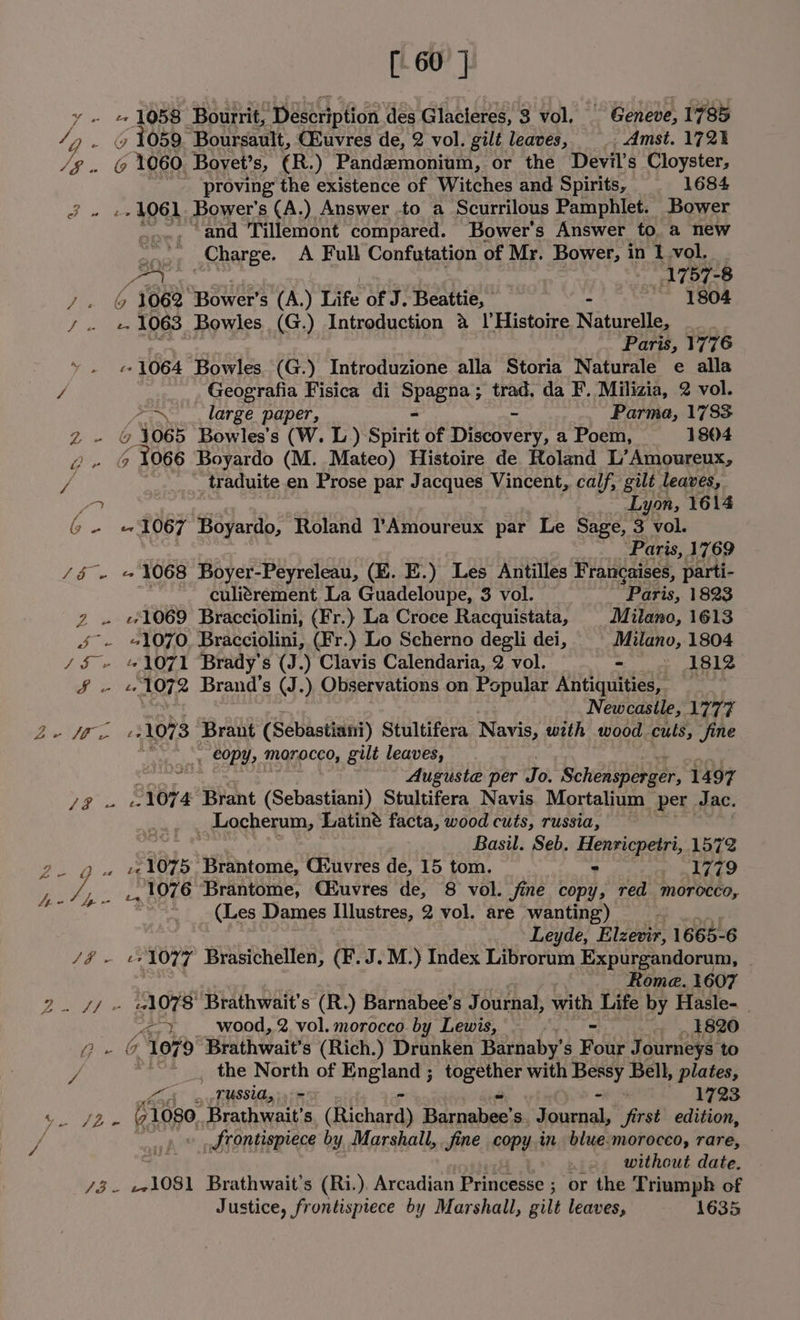 [ 60 ]
1058 Bourrit, Description des Glacieres, 3 vol. Geneve, 1785
1059 Boursault, Œuvres de, 2 vol. gilt leaves, Amst. 1721
1060 Bovet's, (R.) Pandæmonium, or the Devil's Cloyster,
proving the existence of Witches and Spirits, 1684
1061 Bower's (A.) Answer to a Scurrilous Pamphlet. Bower
and Tillemont compared. Bower's Answer to a new
Charge. A Full Confutation of Mr. Bower, in 1 vol.
1757-8
1062 Bower's (A.) Life of J. Beattie, - 1804
1063 Bowles (G.) Introduction à l'Histoire Naturelle,
Paris, 1776
1064 Bowles (G.) Introduzione alla Storia Naturale e alla
Geografia Fisica di Spagna; trad. da F. Milizia, 2 vol.
large paper, - - Parma, 1783
1065 Bowles's (W. L.) Spirit of Discovery, a Poem, 1804
1066 Boyardo (M. Mateo) Histoire de Roland L'Amoureux,
traduite en Prose par Jacques Vincent, calf, gilt leaves,
Lyon, 1614
1067 Boyardo, Roland l'Amoureux par Le Sage, 3 vol.
Paris, 1769
1068 Boyer-Peyreleau, (E. E.) Les Antilles Françaises, parti-
culièrement La Guadeloupe, 3 vol. Paris, 1823
1069 Bracciolini, (Fr.) La Croce Racquistata, Milano, 1613
1070 Bracciolini, (Fr.) Lo Scherno degli dei, Milano, 1804
1071 Brady's (J.) Clavis Calendaria, 2 vol. - 1812
1072 Brand's (J.) Observations on Popular Antiquities,
Newcastle, 1777
1073 Brant (Sebastiani) Stultifera Navis, with wood cuts, fine
copy, morocco, gilt leaves,
Augustæ per Jo. Schensperger, 1497
1074 Brant (Sebastiani) Stultifera Navis Mortalium per Jac.
Locherum, Latinè facta, wood cuts, russia,
Basil. Seb. Henricpetri, 1572
1075 Brantome, Œuvres de, 15 tom. - 1779
1076 Brantome, Œuvres de, 8 vol. fine copy, red morocco,
(Les Dames Illustres, 2 vol. are wanting)
Leyde, Elzevir, 1665-6
1077 Brasichellen, (F. J. M.) Index Librorum Expurgandorum,
Romæ. 1607
1078 Brathwait's (R.) Barnabee's Journal, with Life by Hasle-
wood, 2 vol. morocco by Lewis, - 1820
1079 Brathwait's (Rich.) Drunken Barnaby's Four Journeys to
the North of England; together with Bessy Bell, plates,
russia, - - - - 1723
1080 Brathwait's (Richard) Barnabee's Journal, first edition,
frontispiece by Marshall, fine copy in blue morocco, rare,
without date.
1081 Brathwait's (Ri.) Arcadian Princesse; or the Triumph of
Justice, frontispiece by Marshall, gilt leaves, 1635